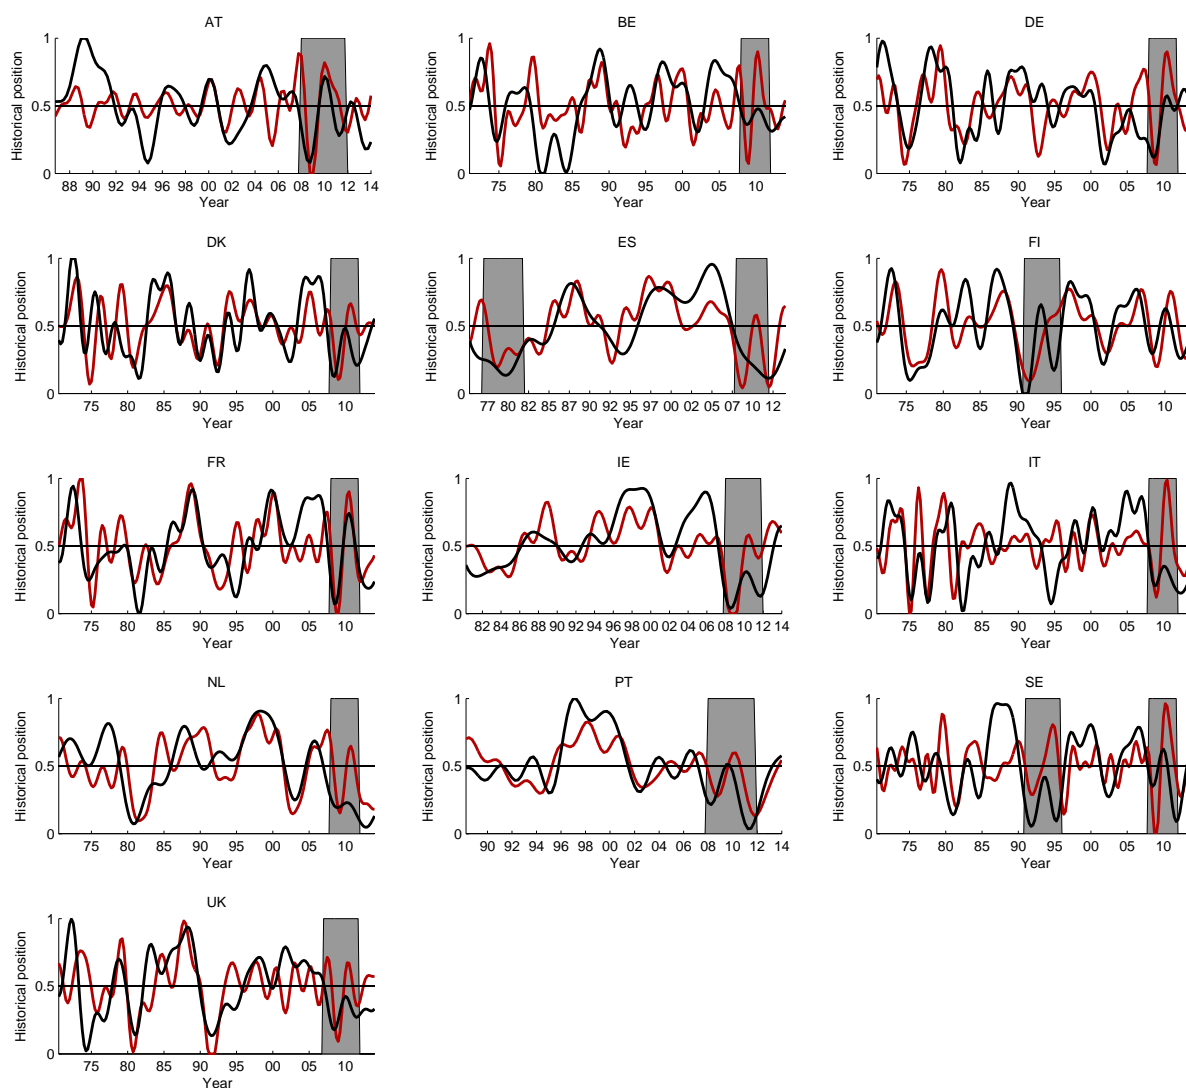 AT
BE
DE
Historical position
1
0.5
0
88 90 92 94 96 98 00 02 04 06 08 10 12 14
Year
Historical position
1
0.5
0
75 80 85 90 95 00 05 10
Year
Historical position
1
0.5
0
75 80 85 90 95 00 05 10
Year
DK
ES
FI
Historical position
1
0.5
0
75 80 85 90 95 00 05 10
Year
Historical position
1
0.5
0
77 80 82 85 87 90 92 95 97 00 02 05 07 10 12
Year
Historical position
1
0.5
0
75 80 85 90 95 00 05 10
Year
FR
IE
IT
Historical position
1
0.5
0
75 80 85 90 95 00 05 10
Year
Historical position
1
0.5
0
82 84 86 88 90 92 94 96 98 00 02 04 06 08 10 12 14
Year
Historical position
1
0.5
0
75 80 85 90 95 00 05 10
Year
NL
PT
SE
Historical position
1
0.5
0
75 80 85 90 95 00 05 10
Year
Historical position
1
0.5
0
90 92 94 96 98 00 02 04 06 08 10 12 14
Year
Historical position
1
0.5
0
75 80 85 90 95 00 05 10
Year
UK
Historical position
1
0.5
0
75 80 85 90 95 00 05 10
Year